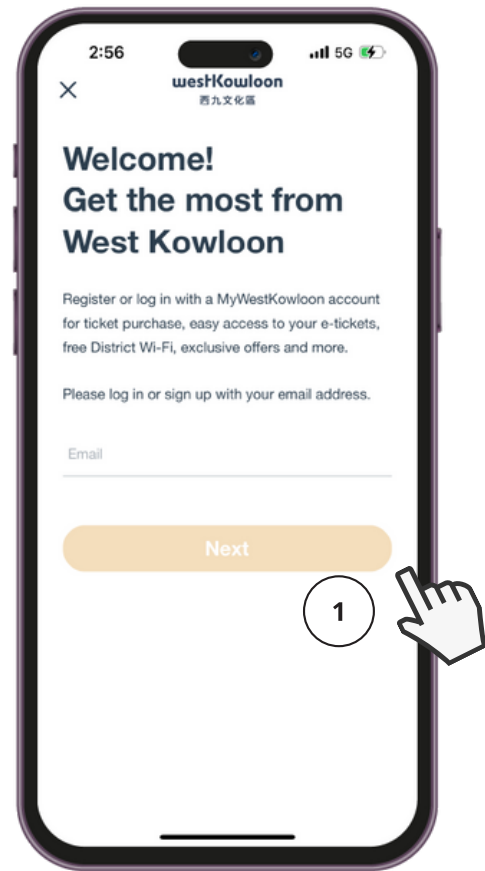 2:56
5G
westKowloon
西九文化區
Welcome!
Get the most from
West Kowloon
Register or log in with a MyWestKowloon account
for ticket purchase, easy access to your e-tickets,
free District Wi-Fi, exclusive offers and more.
Please log in or sign up with your email address.
Email
Next
1